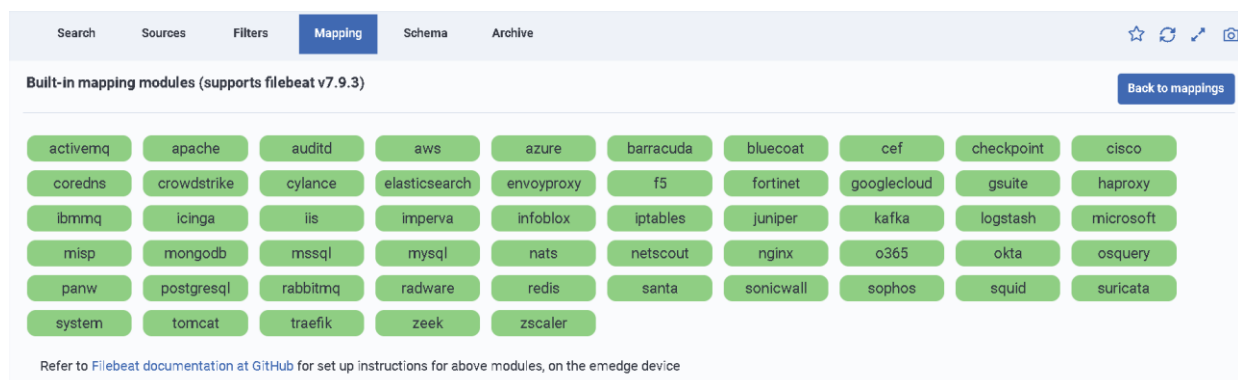 Search Sources Filters Mapping Schema Archive
Built-in mapping modules (supports filebeat v7.9.3)
Back to mappings
activemq apache auditd aws azure barracuda bluecoat cef checkpoint cisco
coredns crowdstrike cylance elasticsearch envoyproxy f5 fortinet googlecloud gsuite haproxy
ibmmq icinga iis imperva infoblox iptables juniper kafka logstash microsoft
misp mongodb mssql mysql nats netscout nginx o365 okta osquery
panw postgresql rabbitmq radware redis santa sonicwall sophos squid suricata
system tomcat traefik zeek zscaler
Refer to Filebeat documentation at GitHub for set up instructions for above modules, on the emedge device